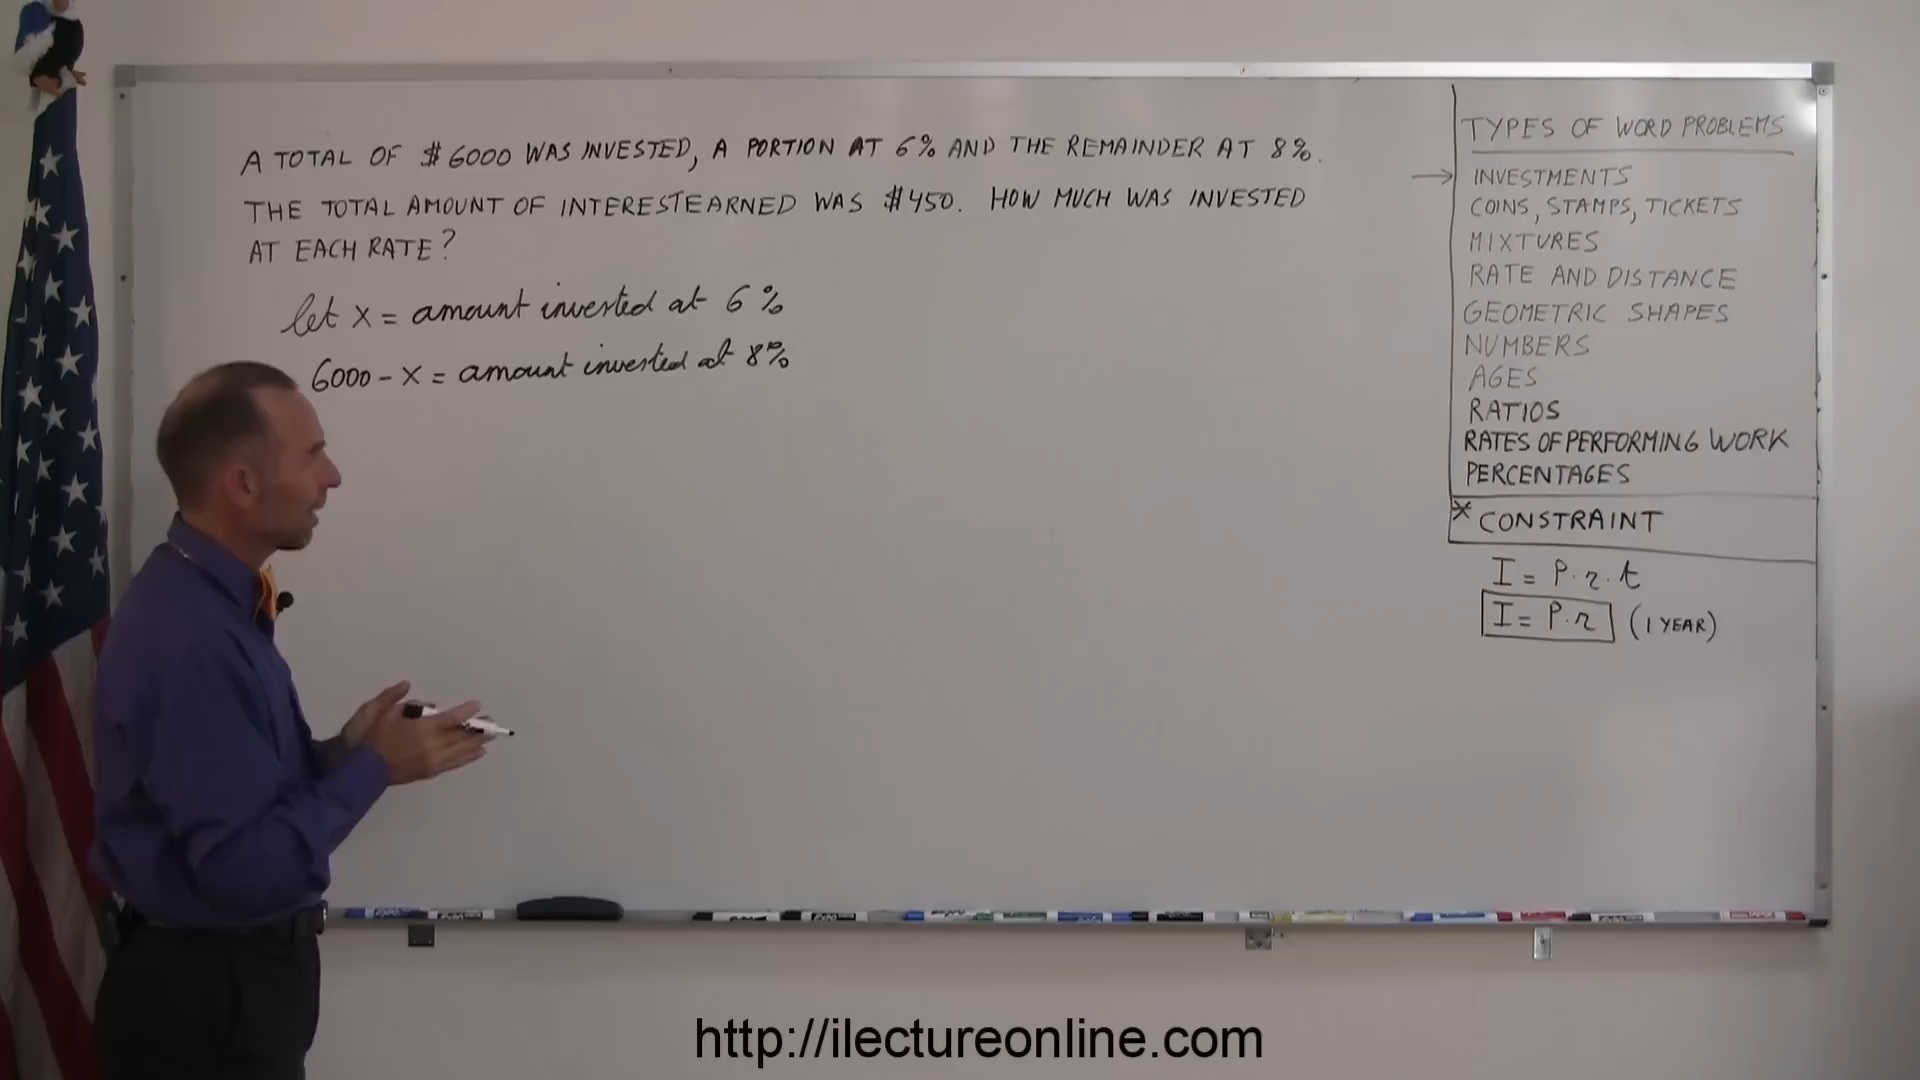 A TOTAL OF $6000 WAS INVESTED, A PORTION AT 6% AND THE REMAINDER AT 8%.
THE TOTAL AMOUNT OF INTEREST EARNED WAS $450. HOW MUCH WAS INVESTED
AT EACH RATE?
let x = amount invested at 6%
6000 - x = amount invested at 8%
TYPES OF WORD PROBLEMS
→ INVESTMENTS
COINS, STAMPS, TICKETS
MIXTURES
RATE AND DISTANCE
GEOMETRIC SHAPES
NUMBERS
AGES
RATIOS
RATES OF PERFORMING WORK
PERCENTAGES
* CONSTRAINT
I = P·r·t
I = P·r (1 YEAR)
http://ilectureonline.com